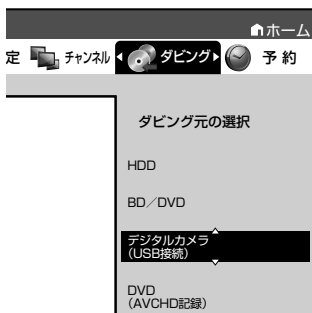 ホーム
定 チャンネル ダビング 予約
ダビング元の選択
HDD
BD／DVD
デジタルカメラ
（USB接続）
DVD
（AVCHD記録）